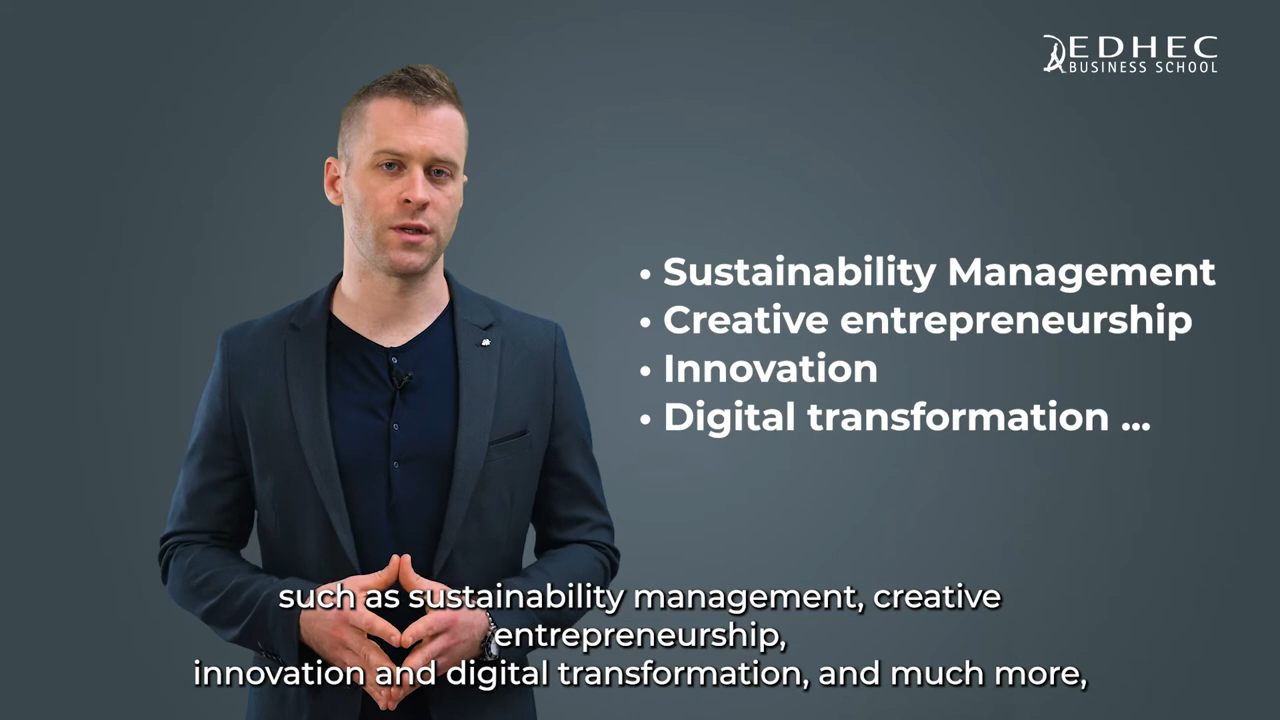 EDHEC
BUSINESS SCHOOL
• Sustainability Management
• Creative entrepreneurship
• Innovation
• Digital transformation ...
such as sustainability management, creative
entrepreneurship,
innovation and digital transformation, and much more,